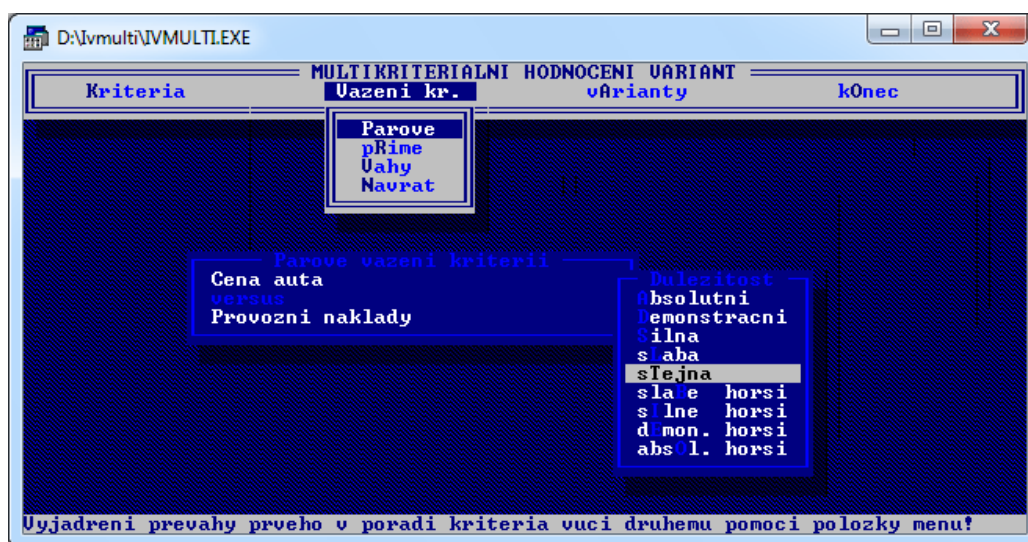 D:\Ivmulti\IVMULTI.EXE
MULTIKRITERIALNI HODNOCENI VARIANT
Kriteria Vazeni kr. vArianty kOnec
Parove
pRime
Vahy
Navrat
Parove vazeni kriterii
Cena auta
versus
Provozni naklady
Dulezitost
Absolutni
Demonstracni
Silna
sLaba
sTejna
slaBe horsi
sIlne horsi
dEmon. horsi
absOl. horsi
Vyjadreni prevahy prveho v poradi kriteria vuci druhemu pomoci polozky menu!